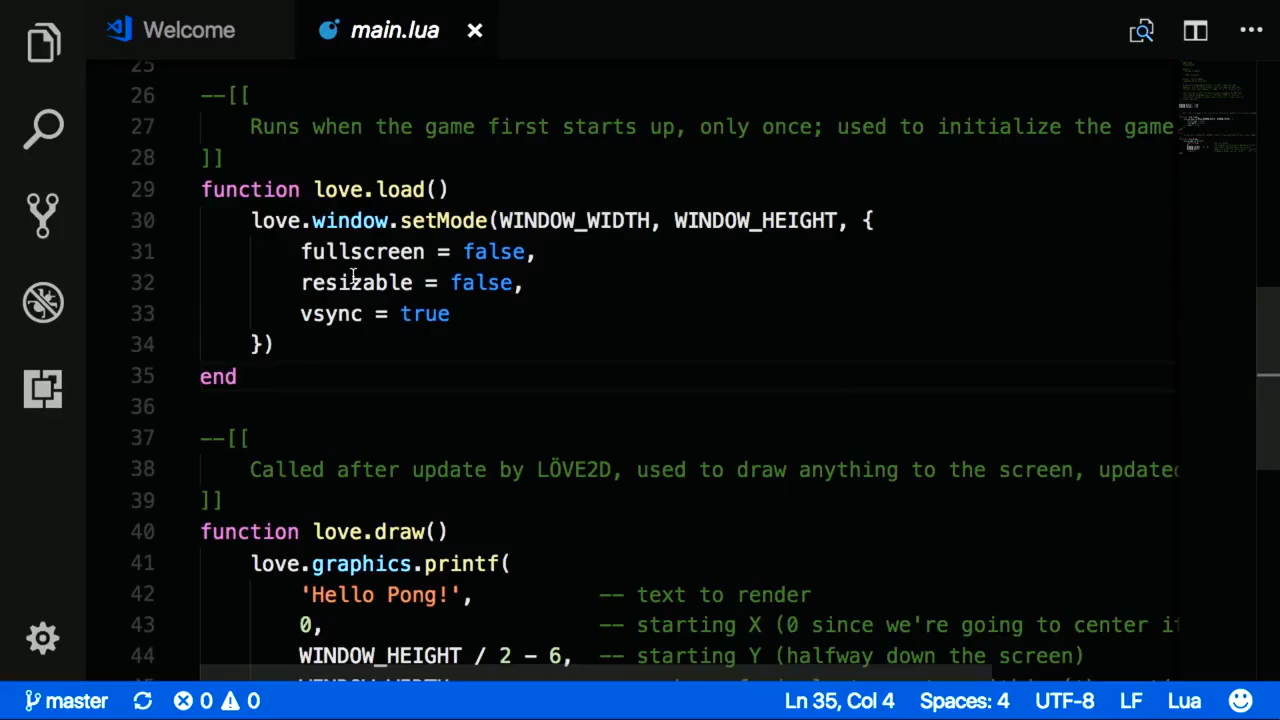 Welcome
main.lua
25
26 --[[
27 Runs when the game first starts up, only once; used to initialize the game
28 ]]
29 function love.load()
30 love.window.setMode(WINDOW_WIDTH, WINDOW_HEIGHT, {
31 fullscreen = false,
32 resizable = false,
33 vsync = true
34 })
35 end
36
37 --[[
38 Called after update by LÖVE2D, used to draw anything to the screen, updated
39 ]]
40 function love.draw()
41 love.graphics.printf(
42 'Hello Pong!', -- text to render
43 0, -- starting X (0 since we're going to center it
44 WINDOW_HEIGHT / 2 - 6, -- starting Y (halfway down the screen)
master 0 0 Ln 35, Col 4 Spaces: 4 UTF-8 LF Lua